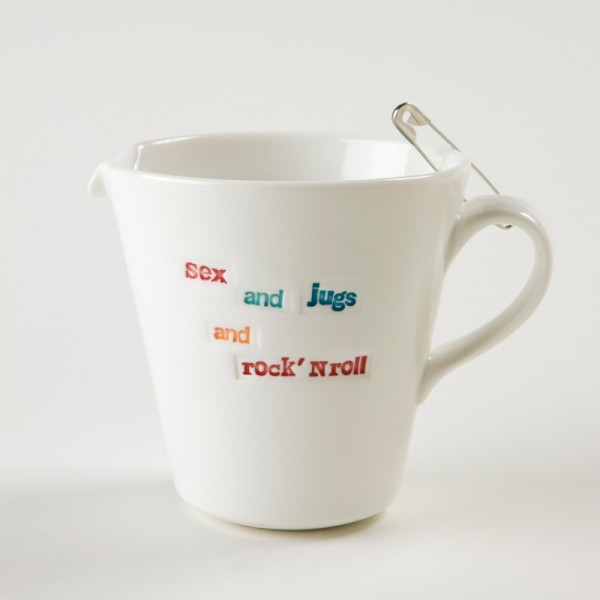 sex
and jugs
and
rock' N roll